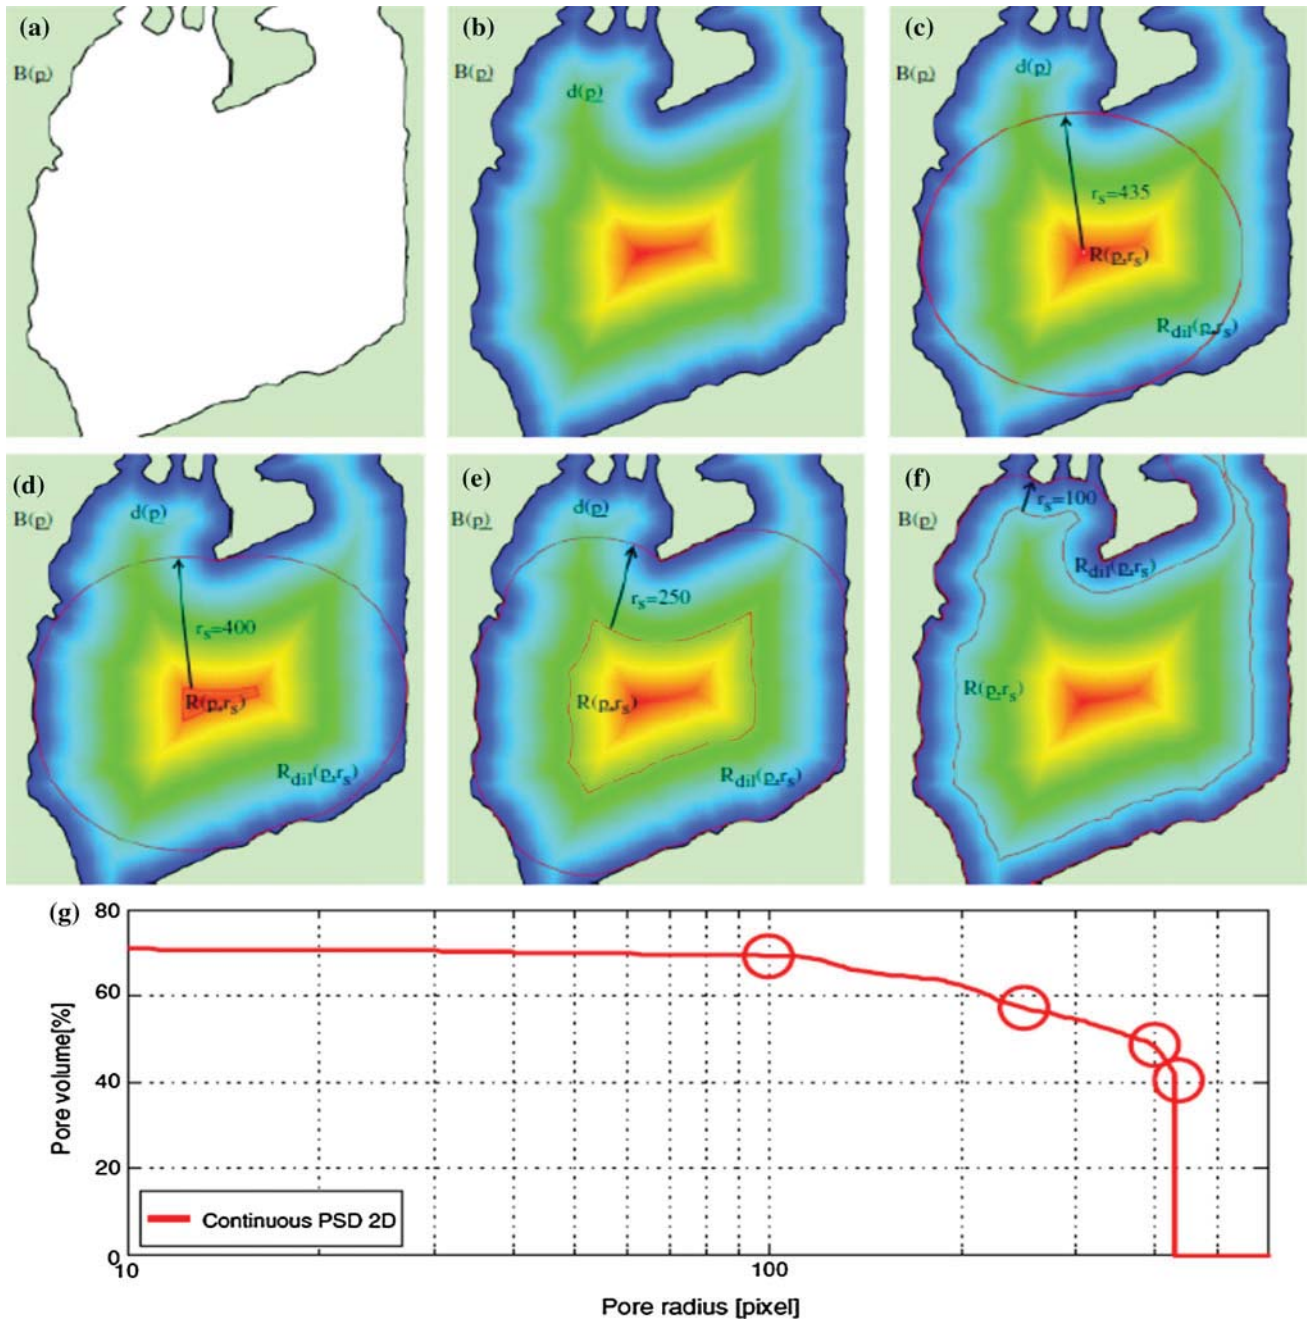 (a)
B(p)
(b)
B(p)
d(p)
(c)
B(p)
d(p)
rs=435
R(p,rs)
Rdil(p,rs)
(d)
B(p)
d(p)
rs=400
R(p,rs)
Rdil(p,rs)
(e)
B(p)
d(p)
rs=250
R(p,rs)
Rdil(p,rs)
(f)
B(p)
rs=100
Rdil(p,rs)
R(p,rs)
(g)
80
60
40
20
0
Pore volume[%]
Continuous PSD 2D
10
100
Pore radius [pixel]